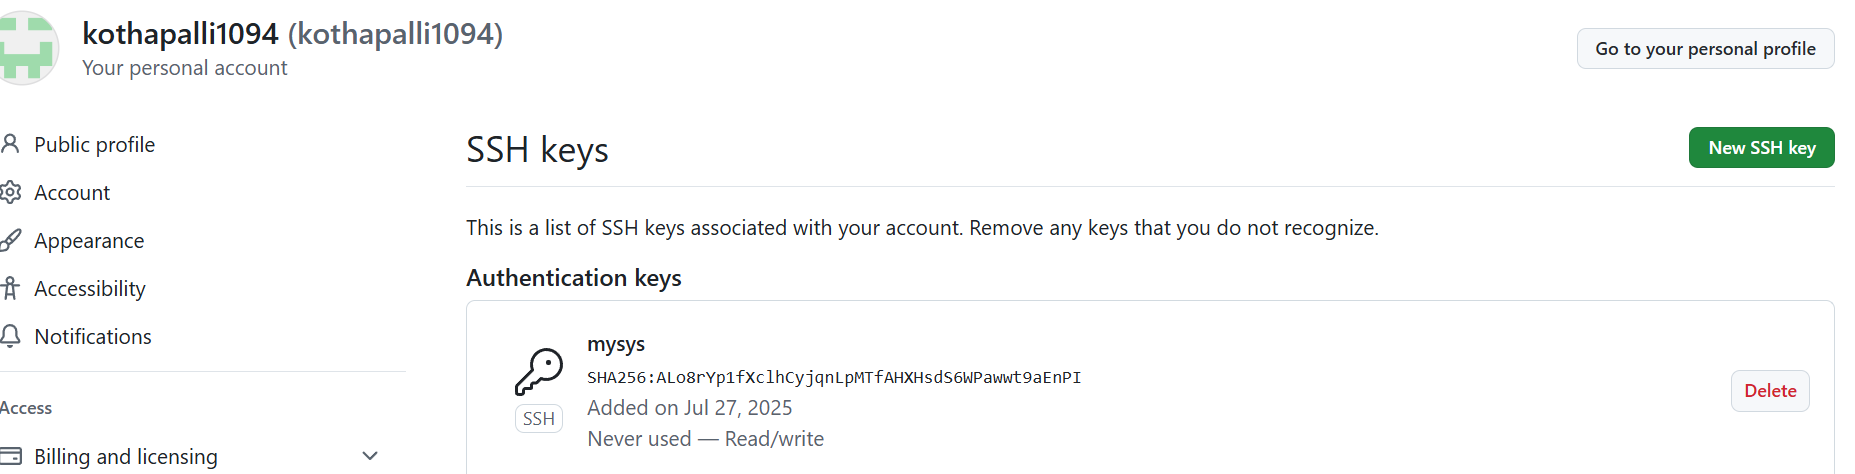 kothapalli1094 (kothapalli1094)
Your personal account
Go to your personal profile
Public profile
Account
Appearance
Accessibility
Notifications
Access
Billing and licensing
SSH keys
New SSH key
This is a list of SSH keys associated with your account. Remove any keys that you do not recognize.
Authentication keys
mysys
SHA256:ALo8rYp1fXclhCyjqnLpMTfAHXHsdS6WPawwt9aEnPI
Added on Jul 27, 2025
Never used — Read/write
SSH
Delete